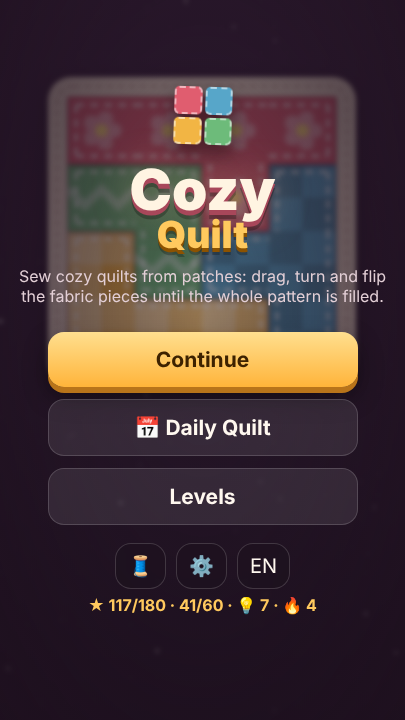 Cozy
Quilt
Sew cozy quilts from patches: drag, turn and flip
the fabric pieces until the whole pattern is filled.
Continue
📅 Daily Quilt
Levels
🧵 ⚙️ EN
★ 117/180 · 41/60 · 💡 7 · 🔥 4